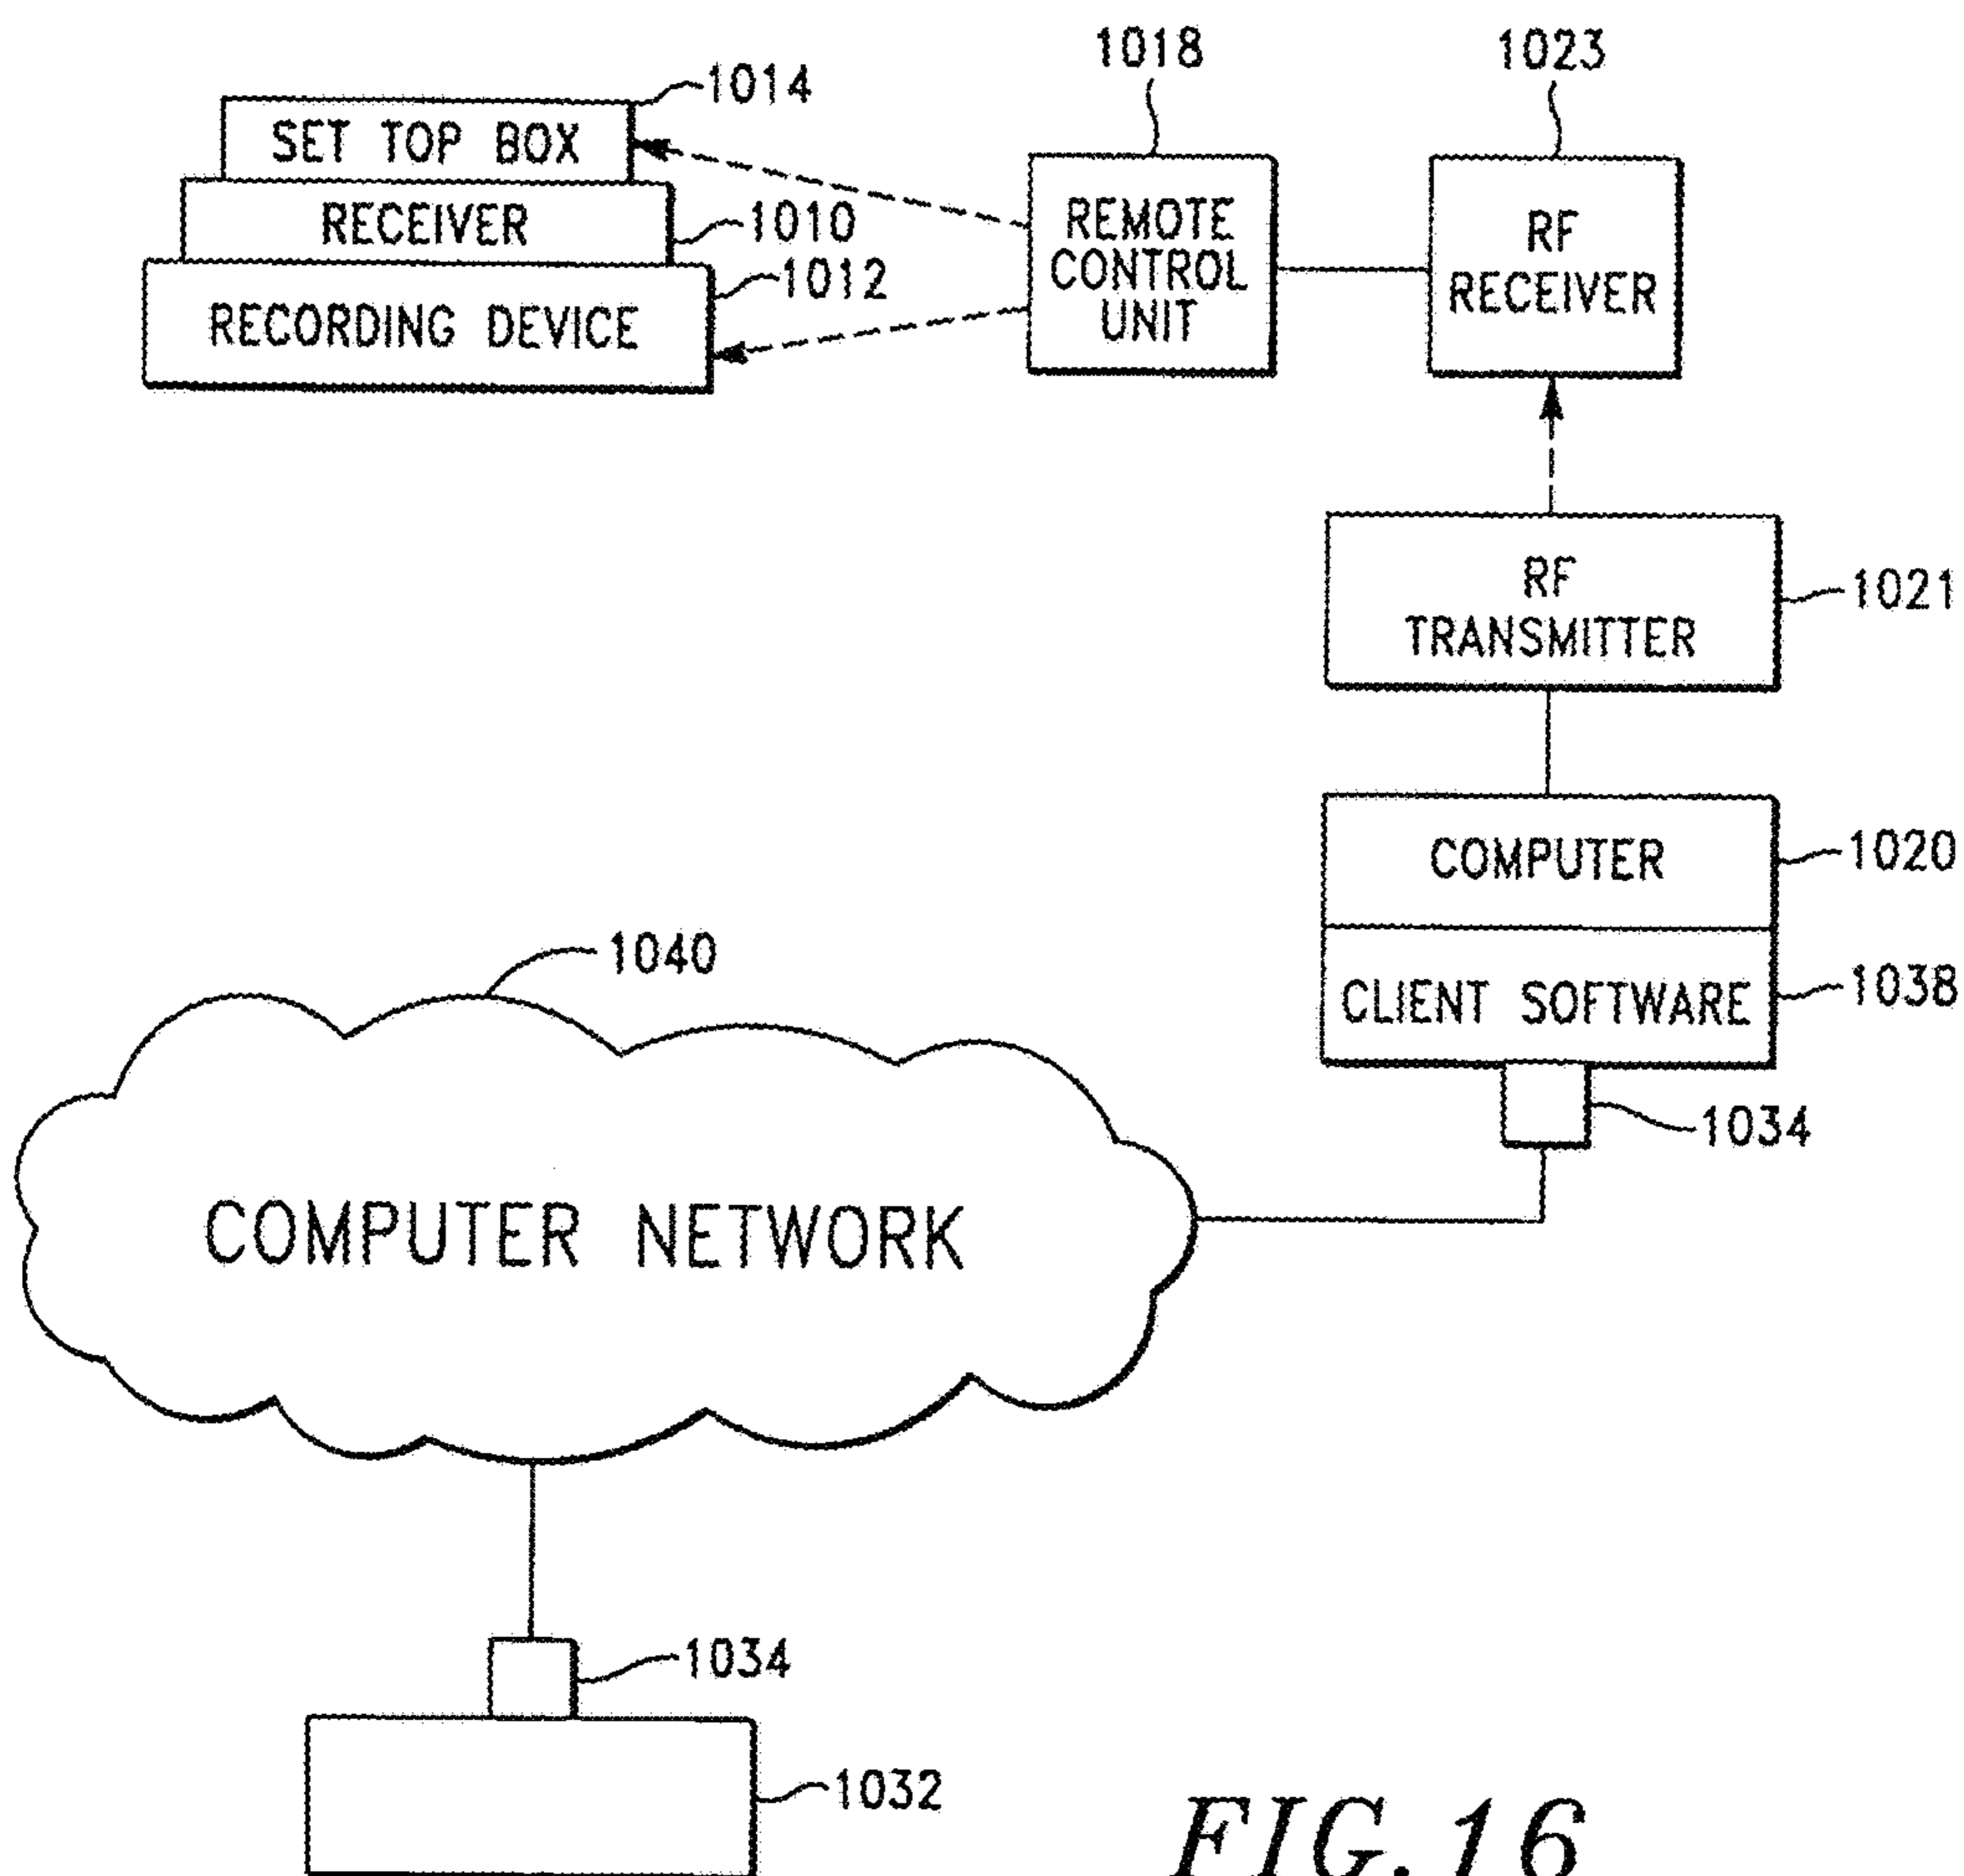 1018
1023
1014
SET TOP BOX
RECEIVER
1010
1012
RECORDING DEVICE
REMOTE
CONTROL
UNIT
RF
RECEIVER
RF
TRANSMITTER
1021
COMPUTER
1020
CLIENT SOFTWARE
1038
1034
1040
COMPUTER NETWORK
1034
1032
FIG. 16